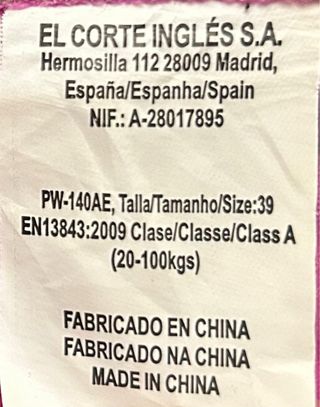 EL CORTE INGLÉS S.A.
Hermosilla 112 28009 Madrid,
España/Espanha/Spain
NIF.: A-28017895
PW-140AE, Talla/Tamanho/Size:39
EN13843:2009 Clase/Classe/Class A
(20-100kgs)
FABRICADO EN CHINA
FABRICADO NA CHINA
MADE IN CHINA